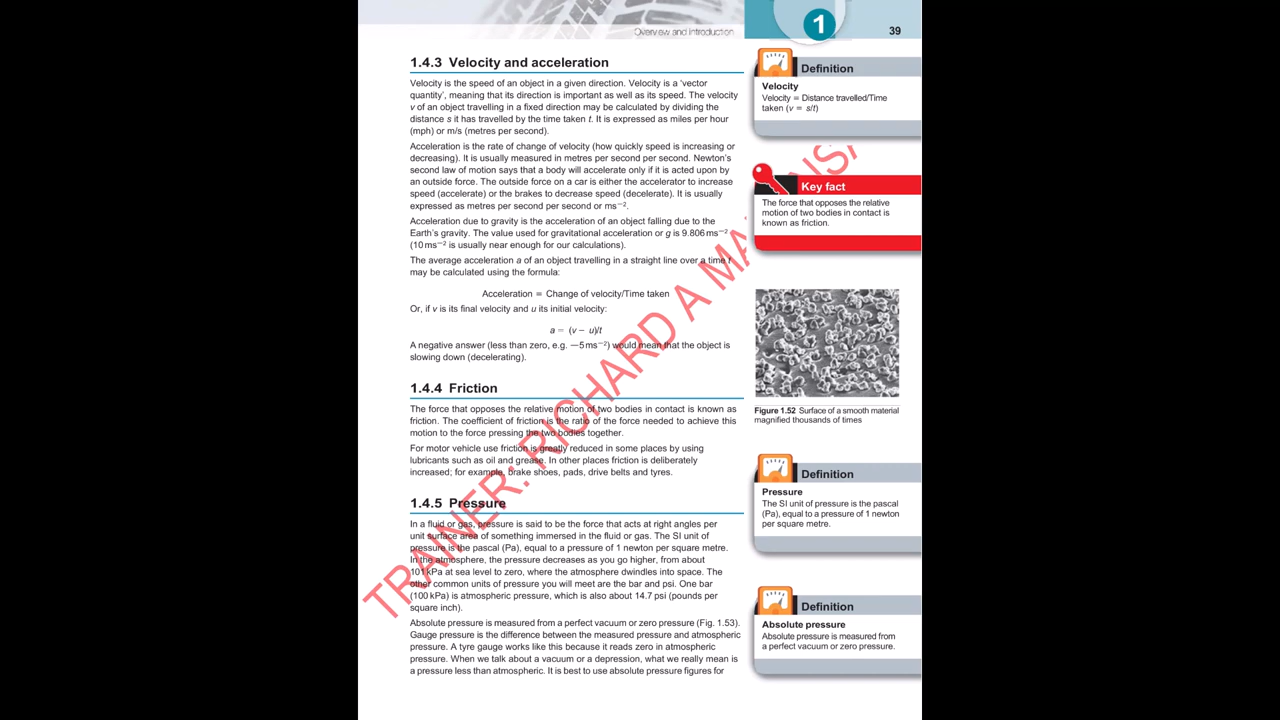 Overview and introduction
1
39
1.4.3 Velocity and acceleration
Velocity is the speed of an object in a given direction. Velocity is a ‘vector
quantity’, meaning that its direction is important as well as its speed. The velocity
v of an object travelling in a fixed direction may be calculated by dividing the
distance s it has travelled by the time taken t. It is expressed as miles per hour
(mph) or m/s (metres per second).
Acceleration is the rate of change of velocity (how quickly speed is increasing or
decreasing). It is usually measured in metres per second per second. Newton’s
second law of motion says that a body will accelerate only if it is acted upon by
an outside force. The outside force on a car is either the accelerator to increase
speed (accelerate) or the brakes to decrease speed (decelerate). It is usually
expressed as metres per second per second or ms−2.
Acceleration due to gravity is the acceleration of an object falling due to the
Earth’s gravity. The value used for gravitational acceleration or g is 9.806 ms−2
(10 ms−2 is usually near enough for our calculations).
The average acceleration a of an object travelling in a straight line over a time t
may be calculated using the formula:
Acceleration = Change of velocity/Time taken
Or, if v is its final velocity and u its initial velocity:
a = (v − u)/t
A negative answer (less than zero, e.g. −5 ms−2) would mean that the object is
slowing down (decelerating).
1.4.4 Friction
The force that opposes the relative motion of two bodies in contact is known as
friction. The coefficient of friction is the ratio of the force needed to achieve this
motion to the force pressing the two bodies together.
For motor vehicle use friction is greatly reduced in some places by using
lubricants such as oil and grease. In other places friction is deliberately
increased; for example, brake shoes, pads, drive belts and tyres.
1.4.5 Pressure
In a fluid or gas, pressure is said to be the force that acts at right angles per
unit surface area of something immersed in the fluid or gas. The SI unit of
pressure is the pascal (Pa), equal to a pressure of 1 newton per square metre.
In the atmosphere, the pressure decreases as you go higher, from about
101 kPa at sea level to zero, where the atmosphere dwindles into space. The
other common units of pressure you will meet are the bar and psi. One bar
(100 kPa) is atmospheric pressure, which is also about 14.7 psi (pounds per
square inch).
Absolute pressure is measured from a perfect vacuum or zero pressure (Fig. 1.53).
Gauge pressure is the difference between the measured pressure and atmospheric
pressure. A tyre gauge works like this because it reads zero in atmospheric
pressure. When we talk about a vacuum or a depression, what we really mean is
a pressure less than atmospheric. It is best to use absolute pressure figures for
Definition
Velocity
Velocity = Distance travelled/Time
taken (v = s/t)
Key fact
The force that opposes the relative
motion of two bodies in contact is
known as friction.
Figure 1.52 Surface of a smooth material
magnified thousands of times
Definition
Pressure
The SI unit of pressure is the pascal
(Pa), equal to a pressure of 1 newton
per square metre.
Definition
Absolute pressure
Absolute pressure is measured from
a perfect vacuum or zero pressure.
TRAINER: RICHARD A